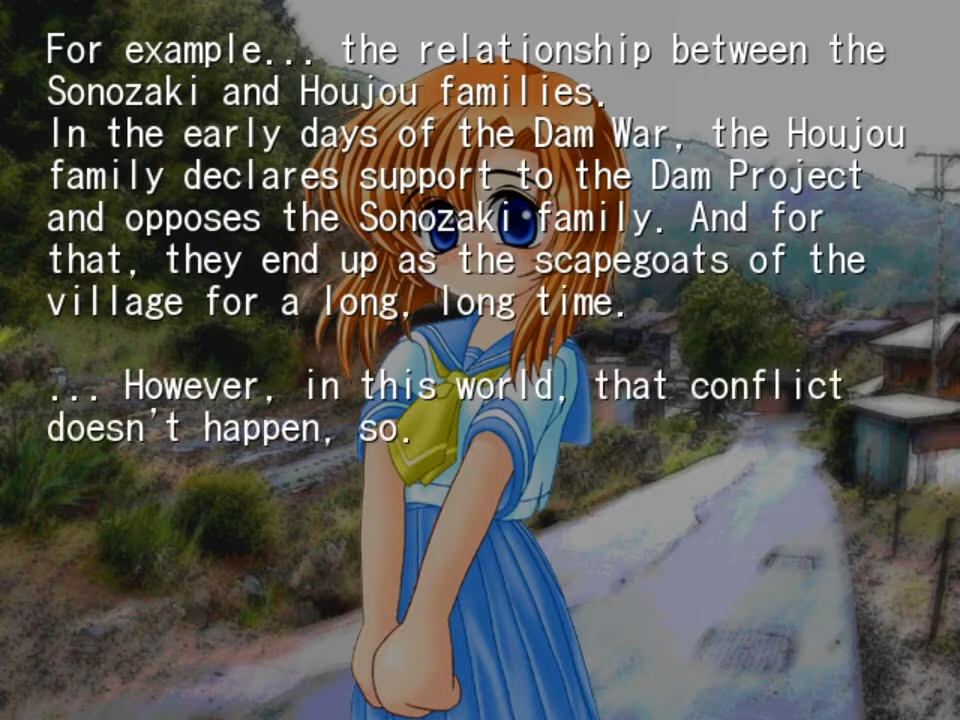 For example... the relationship between the
Sonozaki and Houjou families.
In the early days of the Dam War, the Houjou
family declares support to the Dam Project
and opposes the Sonozaki family. And for
that, they end up as the scapegoats of the
village for a long, long time.
... However, in this world, that conflict
doesn't happen, so.